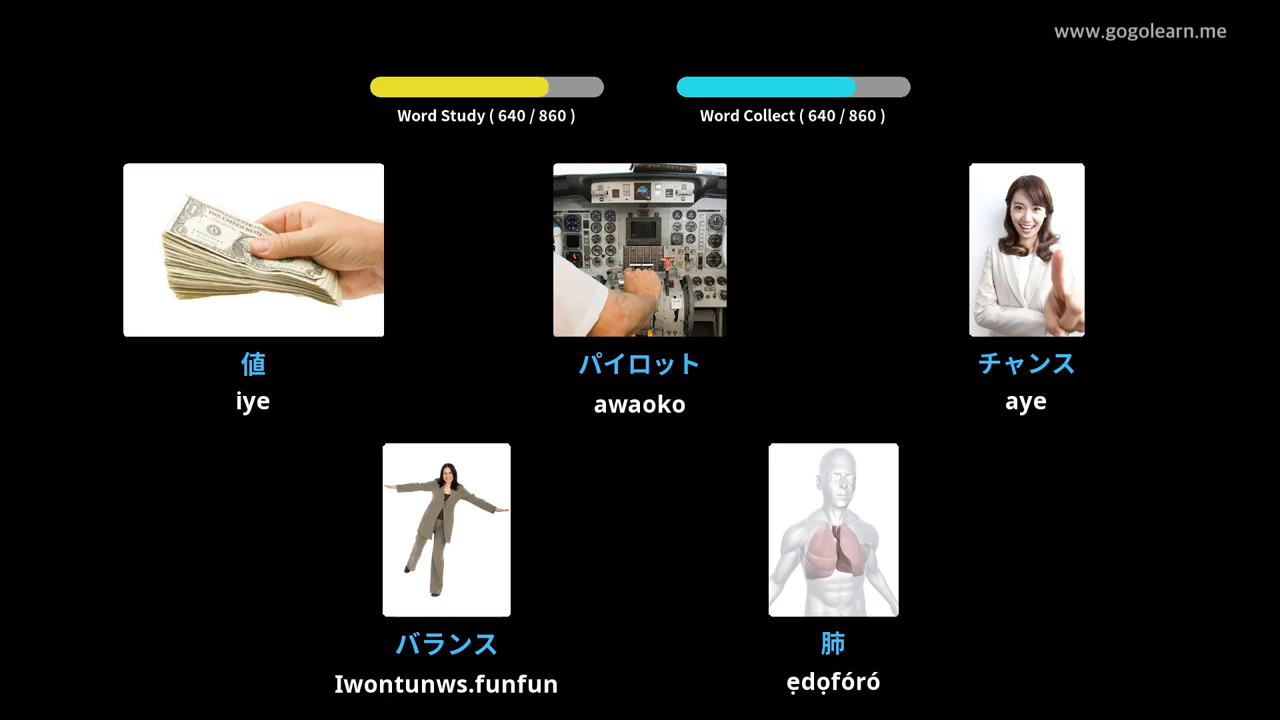 www.gogolearn.me
Word Study ( 640 / 860 )
Word Collect ( 640 / 860 )
値
iye
パイロット
awaoko
チャンス
aye
バランス
Iwontunws.funfun
肺
ẹdọfóró